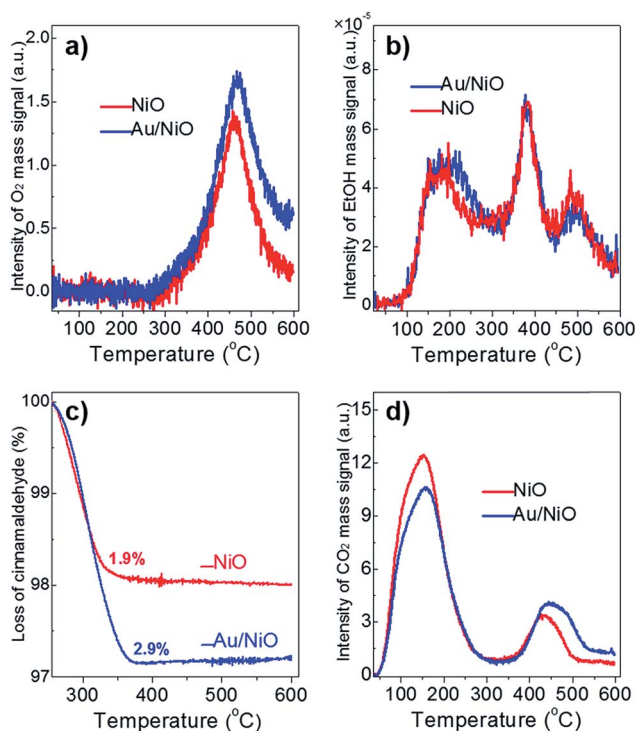 a)
Intensity of O₂ mass signal (a.u.)
2.0
1.5
1.0
0.5
0.0
NiO
Au/NiO
100 200 300 400 500 600
Temperature (°C)
b)
×10⁻⁵
Intensity of EtOH mass signal (a.u.)
8
6
4
2
0
Au/NiO
NiO
100 200 300 400 500 600
Temperature (°C)
c)
Loss of cinnamaldehyde (%)
100
99
98
97
1.9%
2.9%
NiO
Au/NiO
300 400 500 600
Temperature (°C)
d)
Intensity of CO₂ mass signal (a.u.)
15
12
9
6
3
0
NiO
Au/NiO
100 200 300 400 500 600
Temperature (°C)